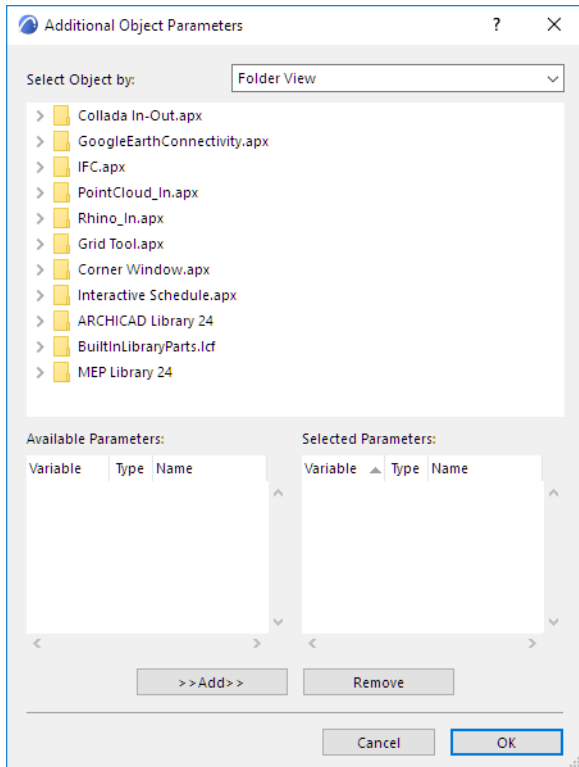 Additional Object Parameters ?
Select Object by: Folder View
Collada In-Out.apx
GoogleEarthConnectivity.apx
IFC.apx
PointCloud_In.apx
Rhino_In.apx
Grid Tool.apx
Corner Window.apx
Interactive Schedule.apx
ARCHICAD Library 24
BuiltInLibraryParts.lcf
MEP Library 24
Available Parameters: Selected Parameters:
Variable Type Name Variable Type Name
>>Add>> Remove
Cancel OK